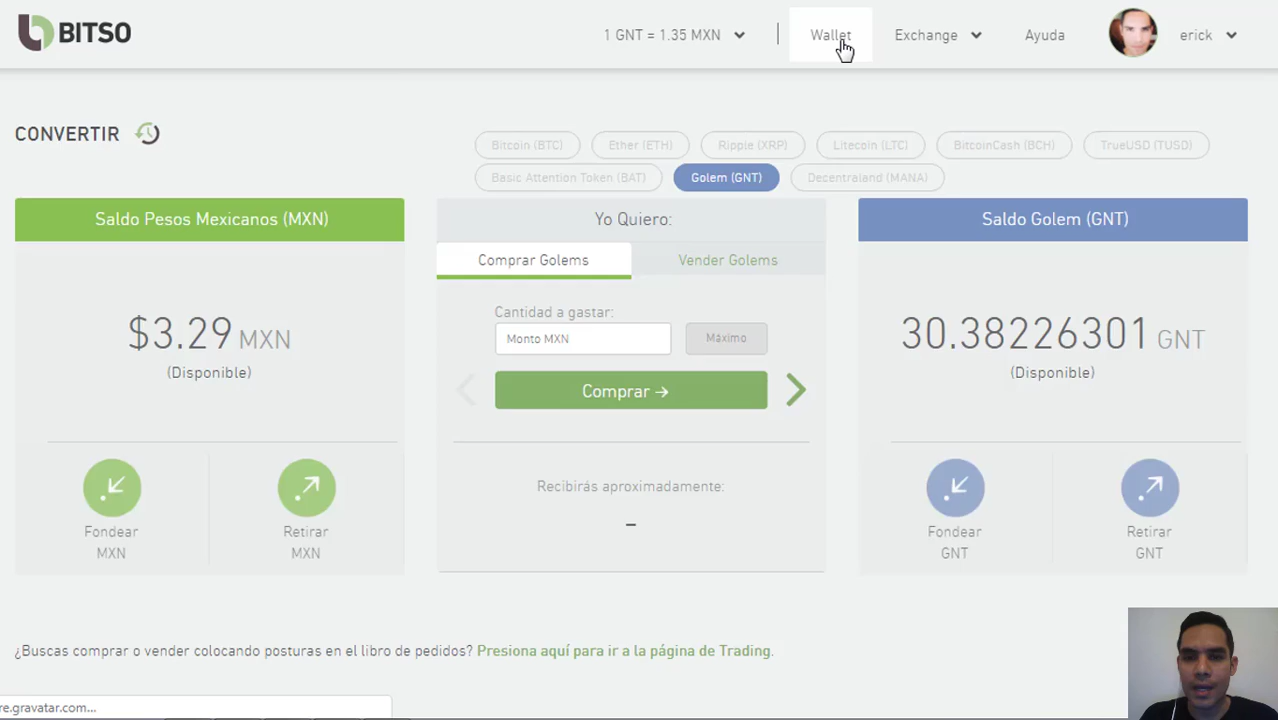 BITSO
1 GNT = 1.35 MXN
Wallet
Exchange
Ayuda
erick
CONVERTIR
Bitcoin (BTC)
Ether (ETH)
Ripple (XRP)
Litecoin (LTC)
BitcoinCash (BCH)
TrueUSD (TUSD)
Basic Attention Token (BAT)
Golem (GNT)
Decentraland (MANA)
Saldo Pesos Mexicanos (MXN)
$3.29 MXN
(Disponible)
Fondear
MXN
Retirar
MXN
Yo Quiero:
Comprar Golems
Vender Golems
Cantidad a gastar:
Monto MXN
Máximo
Comprar →
Recibirás aproximadamente:
–
Saldo Golem (GNT)
30.38226301 GNT
(Disponible)
Fondear
GNT
Retirar
GNT
¿Buscas comprar o vender colocando posturas en el libro de pedidos? Presiona aquí para ir a la página de Trading.
re.gravatar.com...